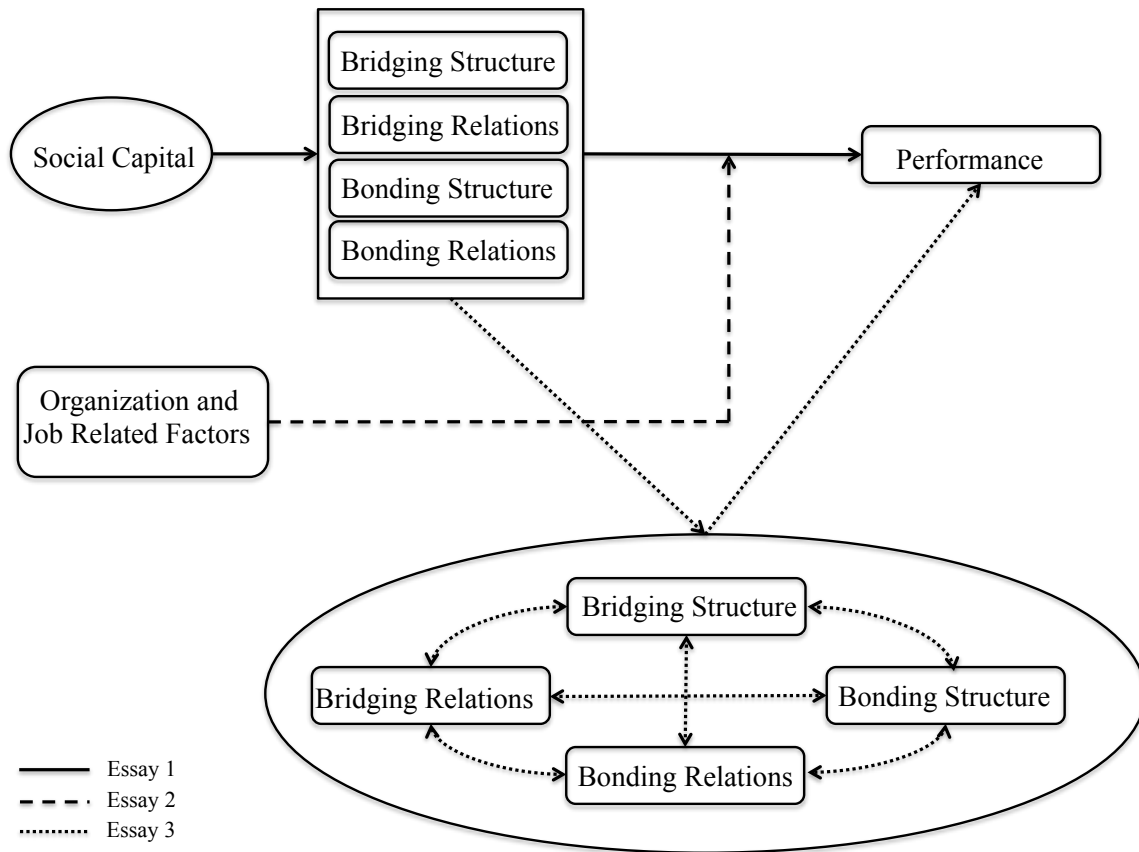 Bridging Structure
Bridging Relations
Social Capital
Performance
Bonding Structure
Bonding Relations
Organization and
Job Related Factors
Bridging Structure
Bridging Relations
Bonding Structure
Bonding Relations
Essay 1
Essay 2
Essay 3